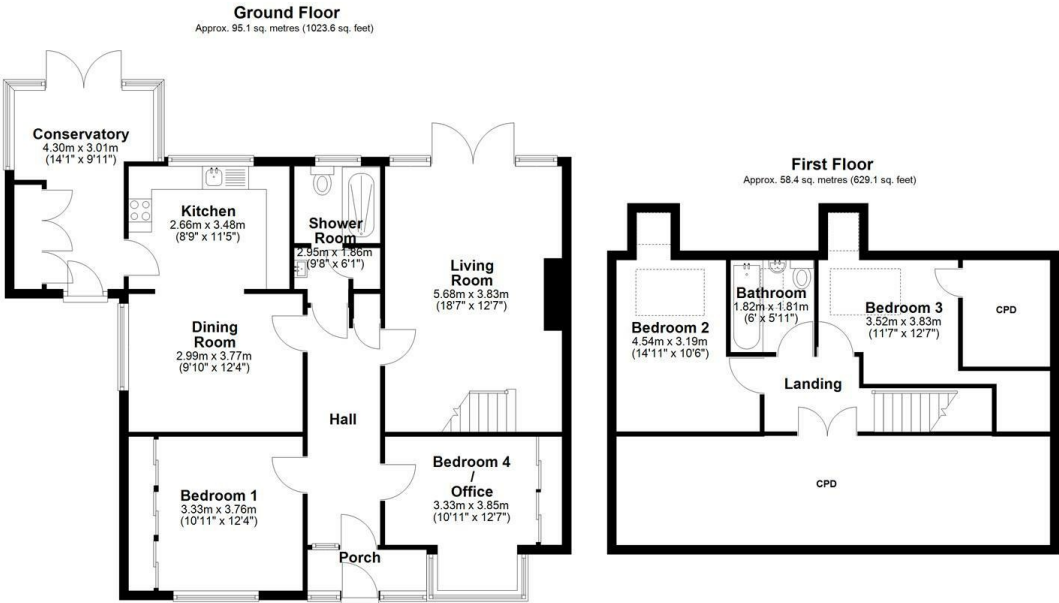 Ground Floor
Approx. 95.1 sq. metres (1023.6 sq. feet)
Conservatory
4.30m x 3.01m
(14'1" x 9'11")
Kitchen
2.66m x 3.48m
(8'9" x 11'5")
Shower
Room
2.95m x 1.86m
(9'8" x 6'1")
Living
Room
5.68m x 3.83m
(18'7" x 12'7")
Dining
Room
2.99m x 3.77m
(9'10" x 12'4")
Hall
Bedroom 1
3.33m x 3.76m
(10'11" x 12'4")
Bedroom 4
/
Office
3.33m x 3.85m
(10'11" x 12'7")
Porch
First Floor
Approx. 58.4 sq. metres (629.1 sq. feet)
Bedroom 2
4.54m x 3.19m
(14'11" x 10'6")
Bathroom
1.82m x 1.81m
(6' x 5'11")
Bedroom 3
3.52m x 3.83m
(11'7" x 12'7")
CPD
Landing
CPD